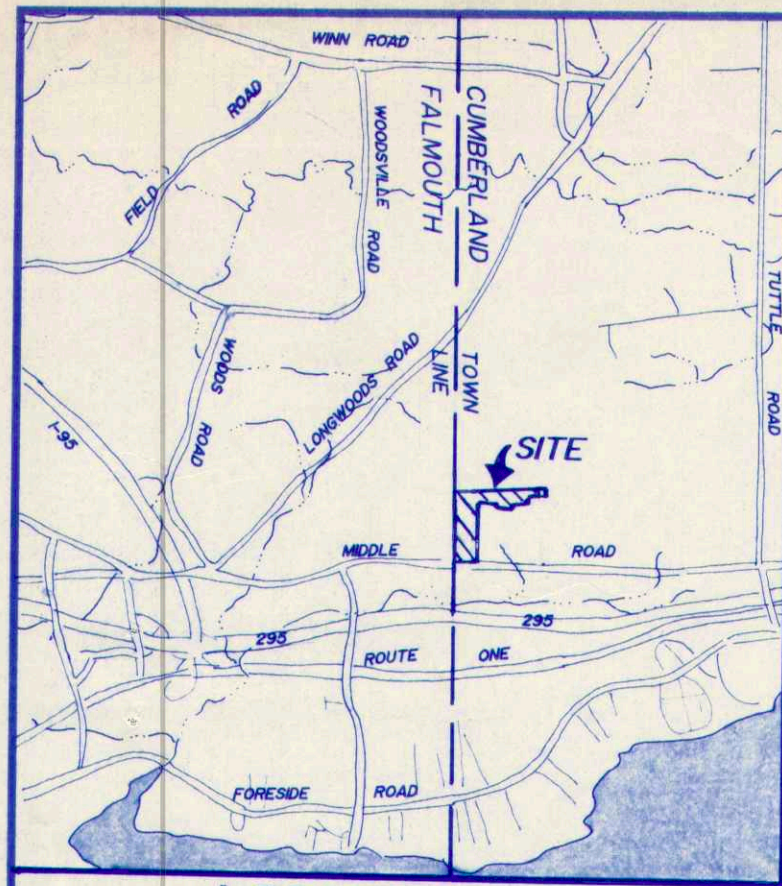 WINN ROAD
ROAD
FIELD
WOODSVILLE
ROAD
CUMBERLAND
FALMOUTH
TOWN
LINE
TUTTLE
ROAD
WOODS
ROAD
LONGWOODS ROAD
I-95
SITE
MIDDLE
ROAD
295
295
ROUTE
ONE
FORESIDE
ROAD